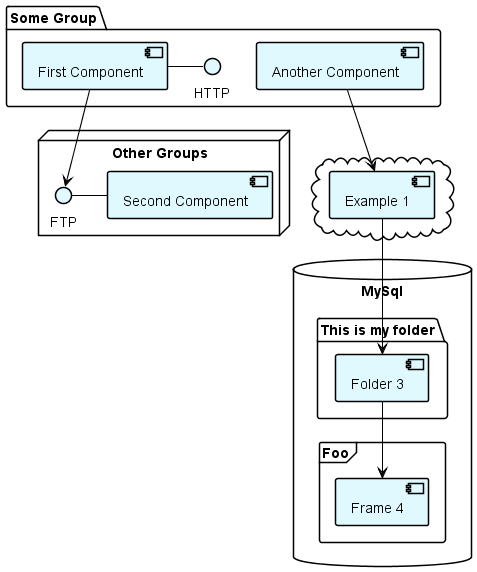 Some Group
First Component
HTTP
Another Component
Other Groups
FTP
Second Component
Example 1
MySql
This is my folder
Folder 3
Foo
Frame 4